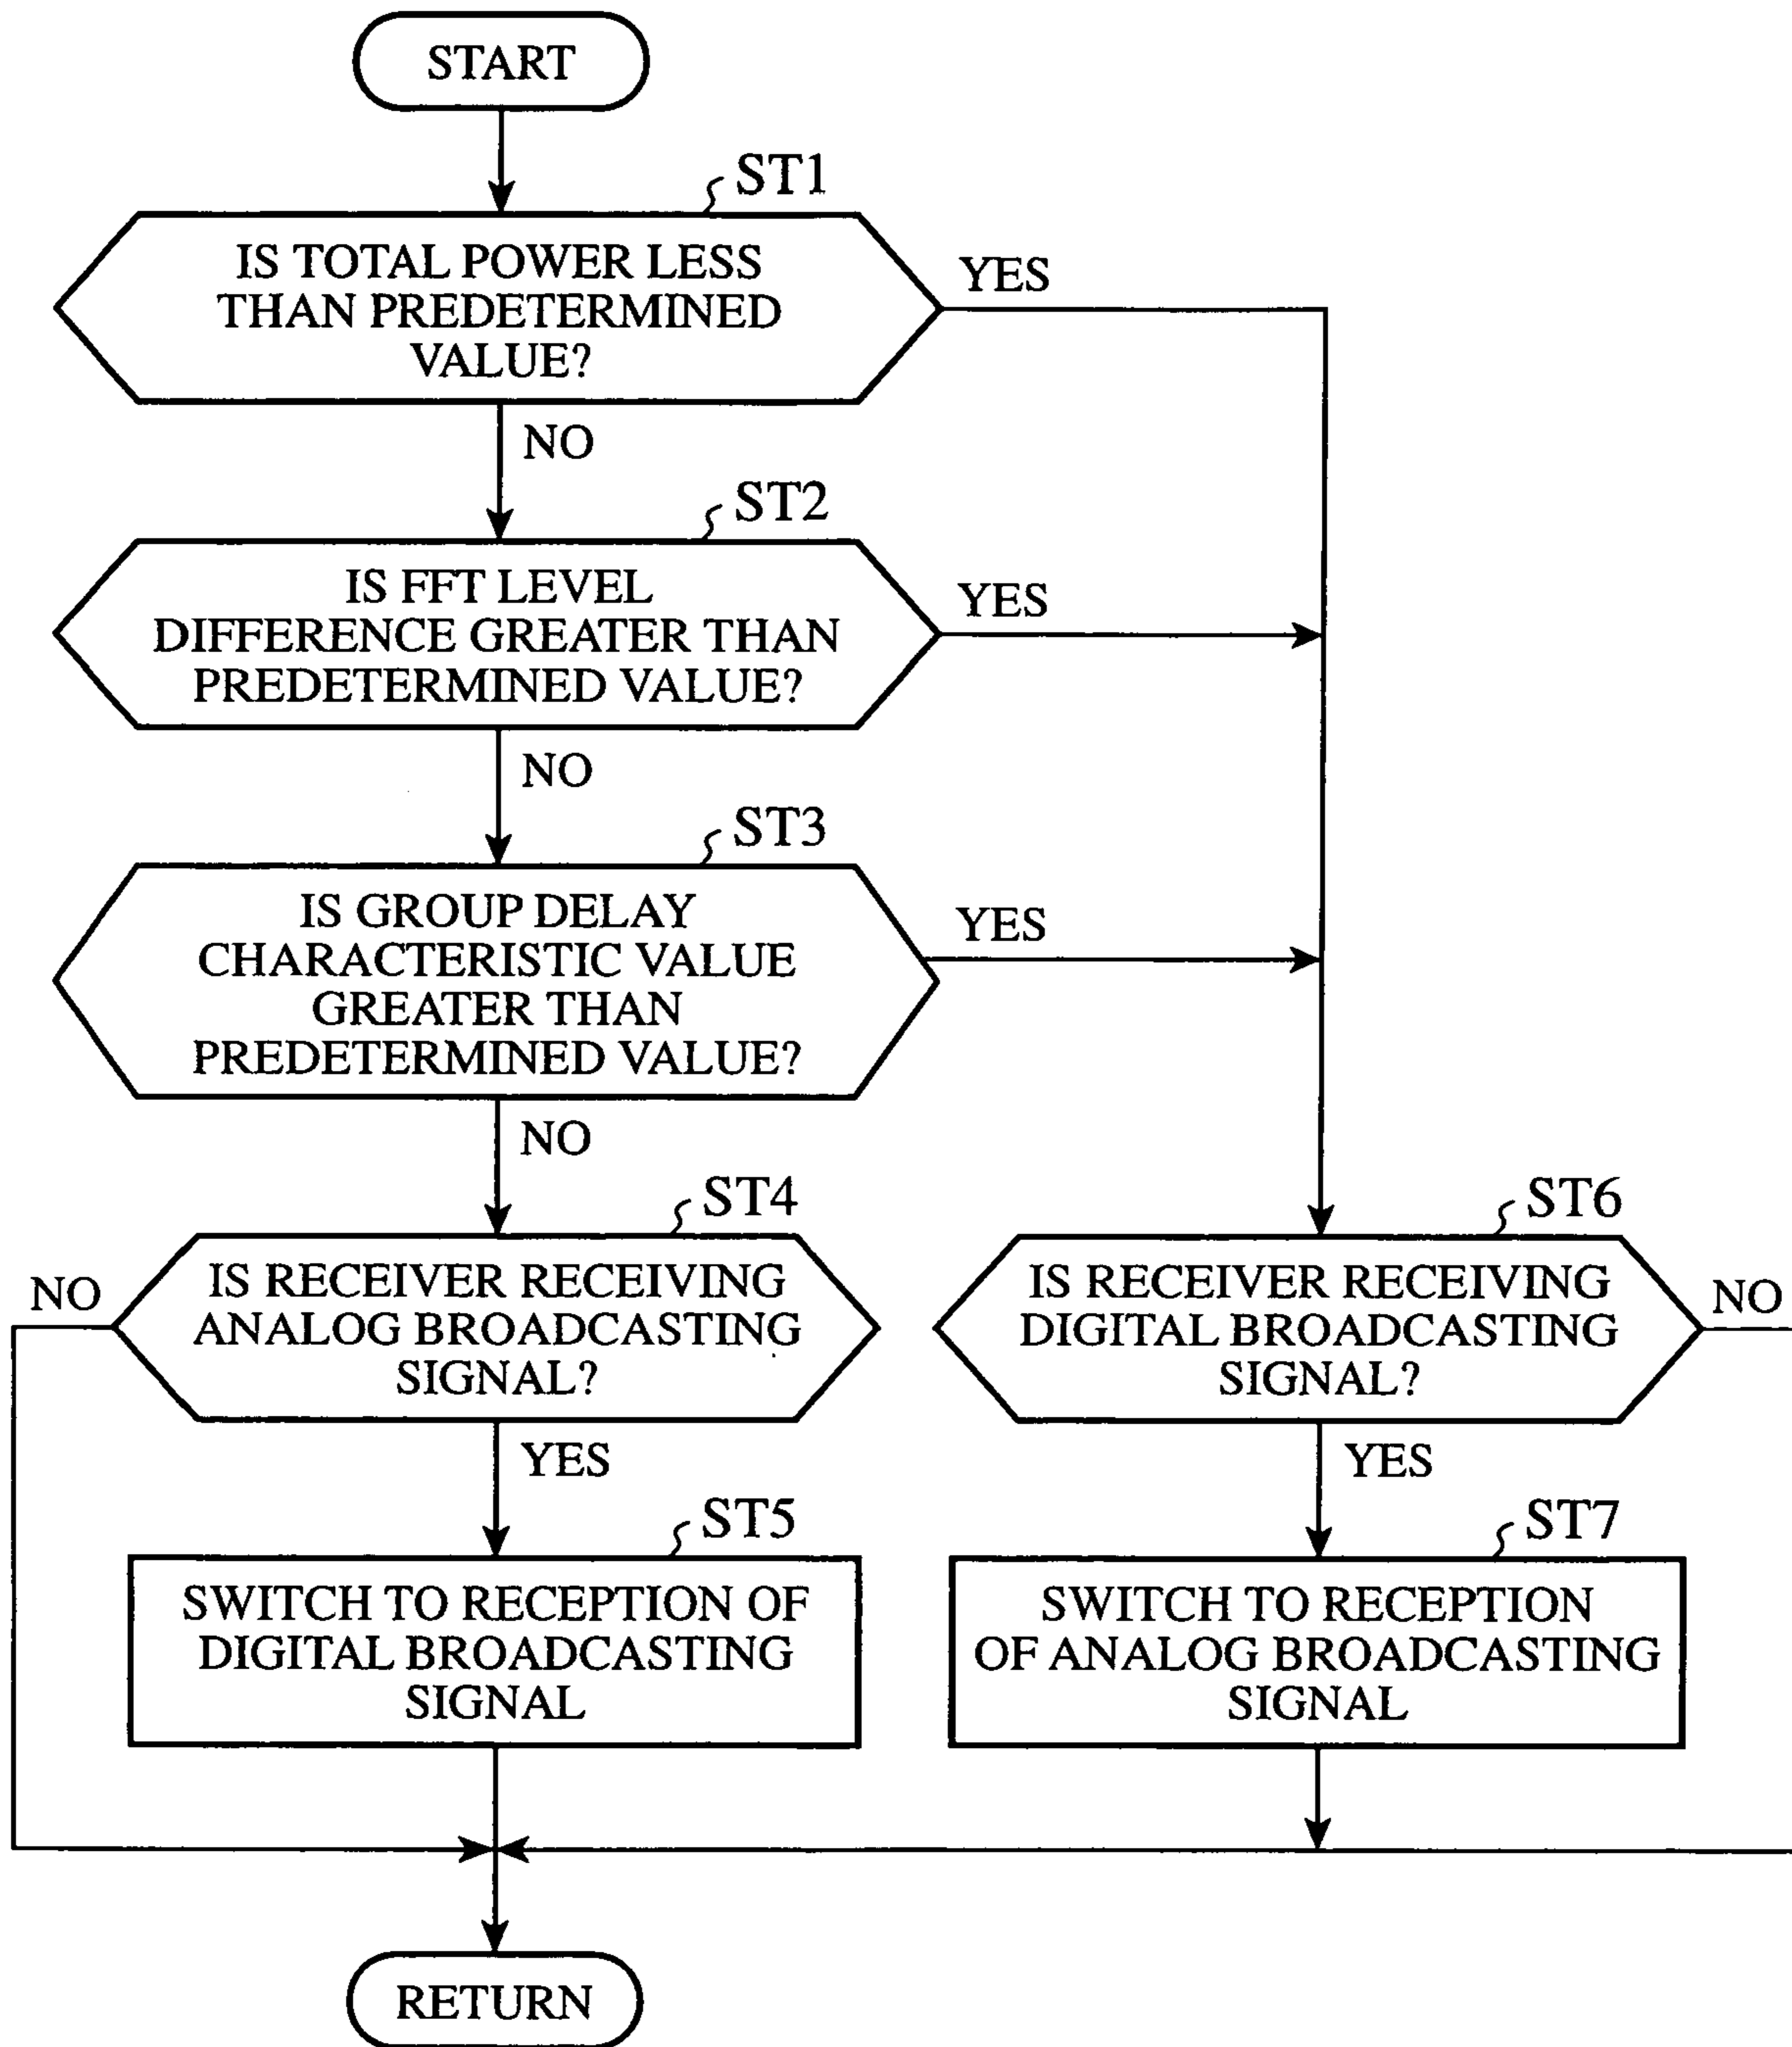 START
ST1
IS TOTAL POWER LESS
THAN PREDETERMINED
VALUE?
YES
NO
ST2
IS FFT LEVEL
DIFFERENCE GREATER THAN
PREDETERMINED VALUE?
YES
NO
ST3
IS GROUP DELAY
CHARACTERISTIC VALUE
GREATER THAN
PREDETERMINED VALUE?
YES
NO
ST4
NO
IS RECEIVER RECEIVING
ANALOG BROADCASTING
SIGNAL?
YES
ST6
IS RECEIVER RECEIVING
DIGITAL BROADCASTING
SIGNAL?
NO
YES
ST5
SWITCH TO RECEPTION OF
DIGITAL BROADCASTING
SIGNAL
ST7
SWITCH TO RECEPTION
OF ANALOG BROADCASTING
SIGNAL
RETURN